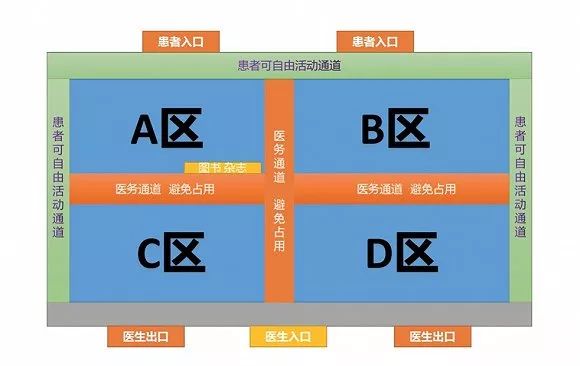 患者入口
患者入口
患者可自由活动通道
患者可自由活动通道
A区
医务通道 避免占用
B区
患者可自由活动通道
图书 杂志
医务通道 避免占用
医务通道 避免占用
C区
D区
医生出口
医生入口
医生出口